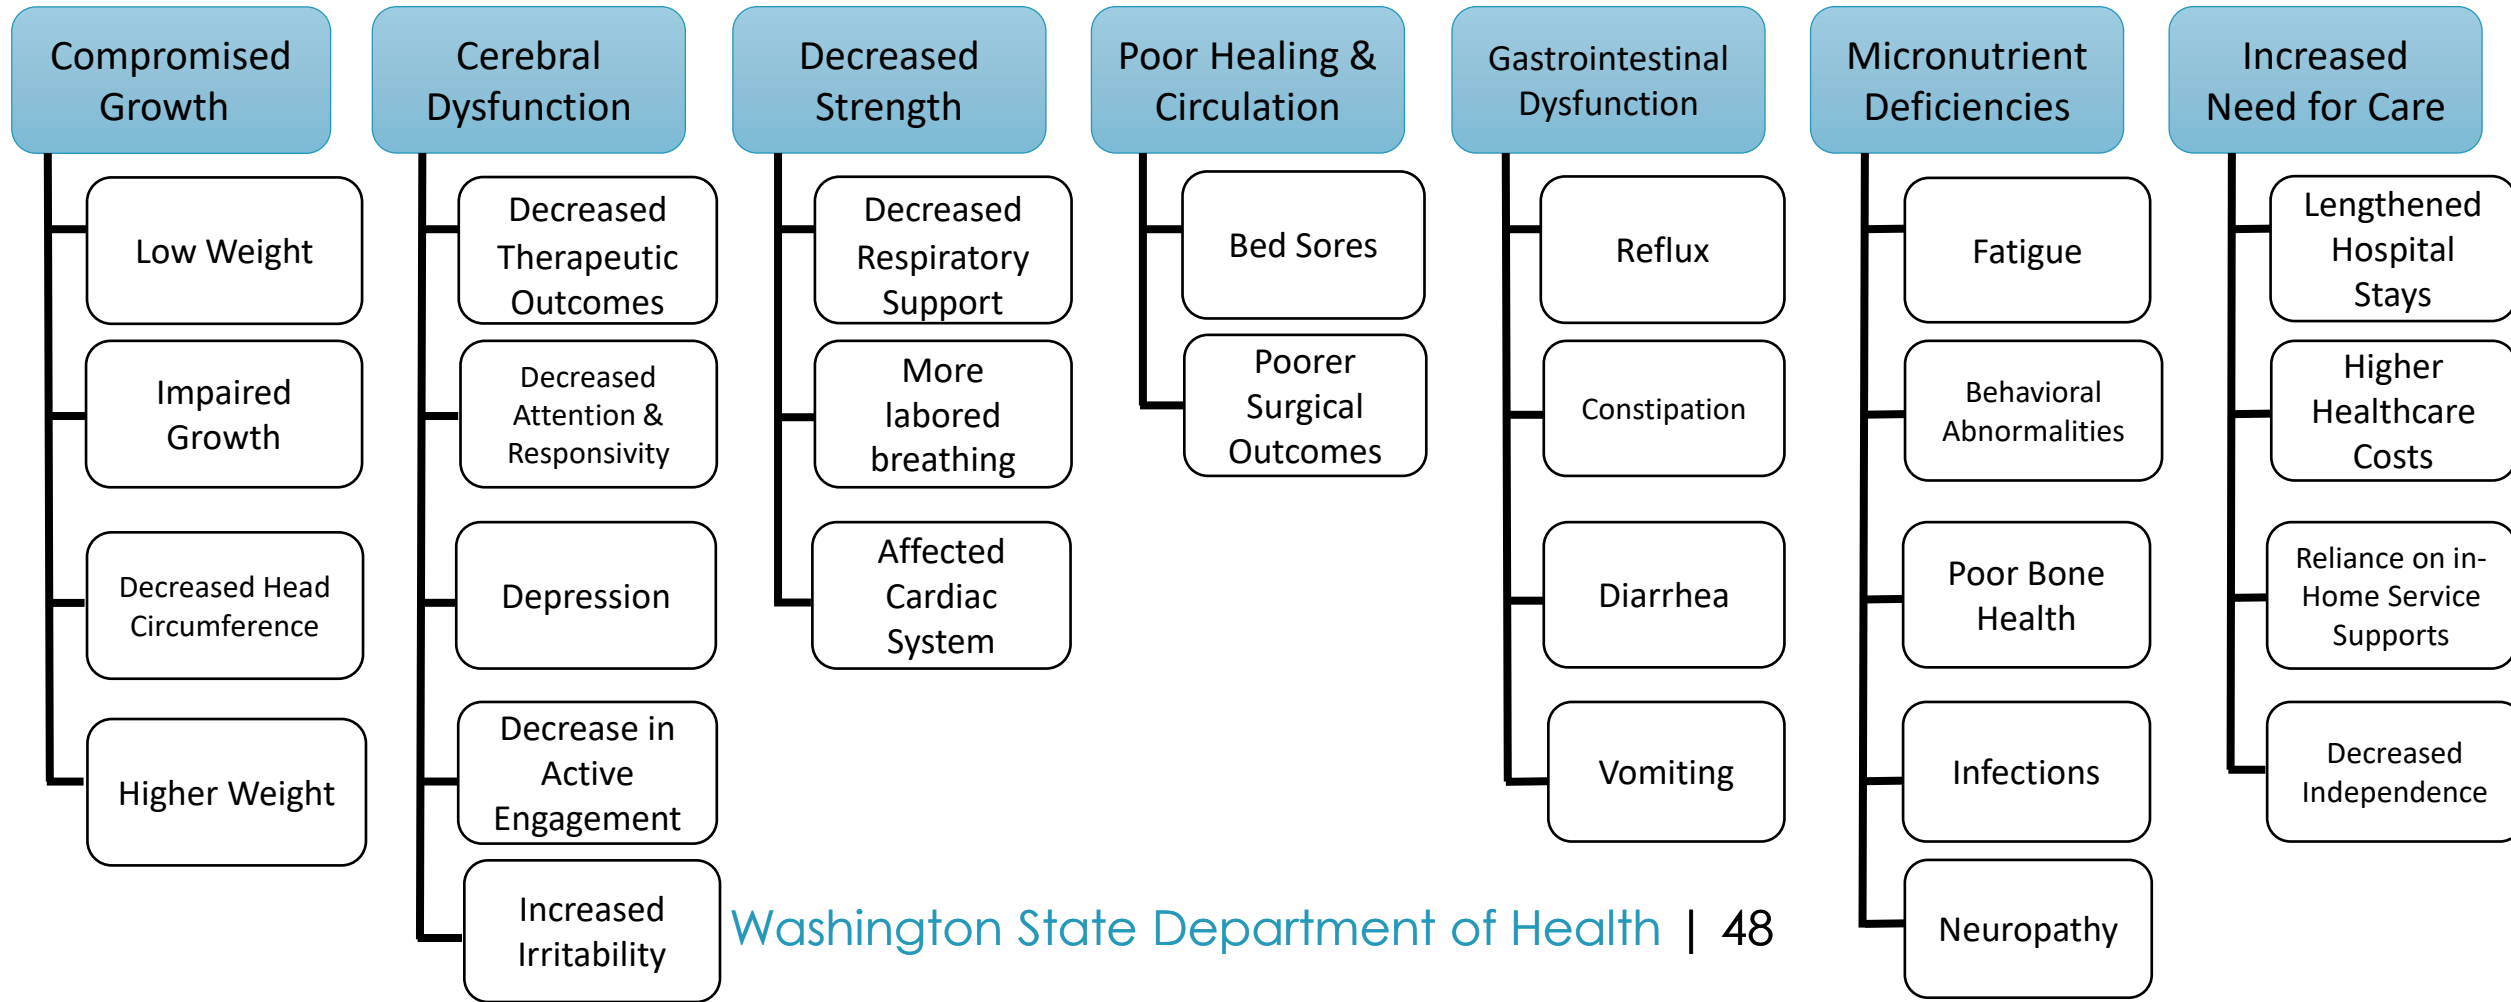 Compromised
Growth
Low Weight
Impaired
Growth
Decreased Head
Circumference
Higher Weight
Cerebral
Dysfunction
Decreased
Therapeutic
Outcomes
Decreased
Attention &
Responsivity
Depression
Decrease in
Active
Engagement
Increased
Irritability
Decreased
Strength
Decreased
Respiratory
Support
More
labored
breathing
Affected
Cardiac
System
Poor Healing &
Circulation
Bed Sores
Poorer
Surgical
Outcomes
Gastrointestinal
Dysfunction
Reflux
Constipation
Diarrhea
Vomiting
Micronutrient
Deficiencies
Fatigue
Behavioral
Abnormalities
Poor Bone
Health
Infections
Neuropathy
Increased
Need for Care
Lengthened
Hospital
Stays
Higher
Healthcare
Costs
Reliance on in-
Home Service
Supports
Decreased
Independence
Washington State Department of Health | 48